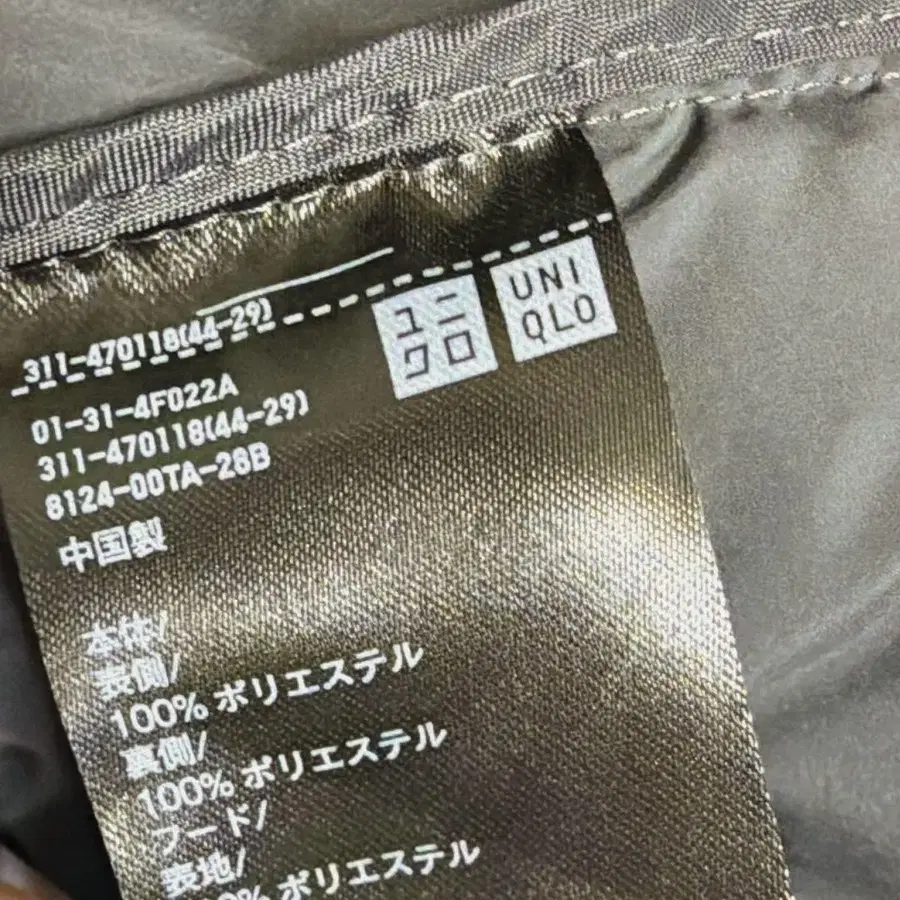 311-470118(44-29)
ユニ
クロ
UNI
QLO
01-31-4F022A
311-470118(44-29)
8124-00TA-28B
中国製
本体/
表側/
100% ポリエステル
裏側/
100% ポリエステル
フード/
表地/
100% ポリエステル